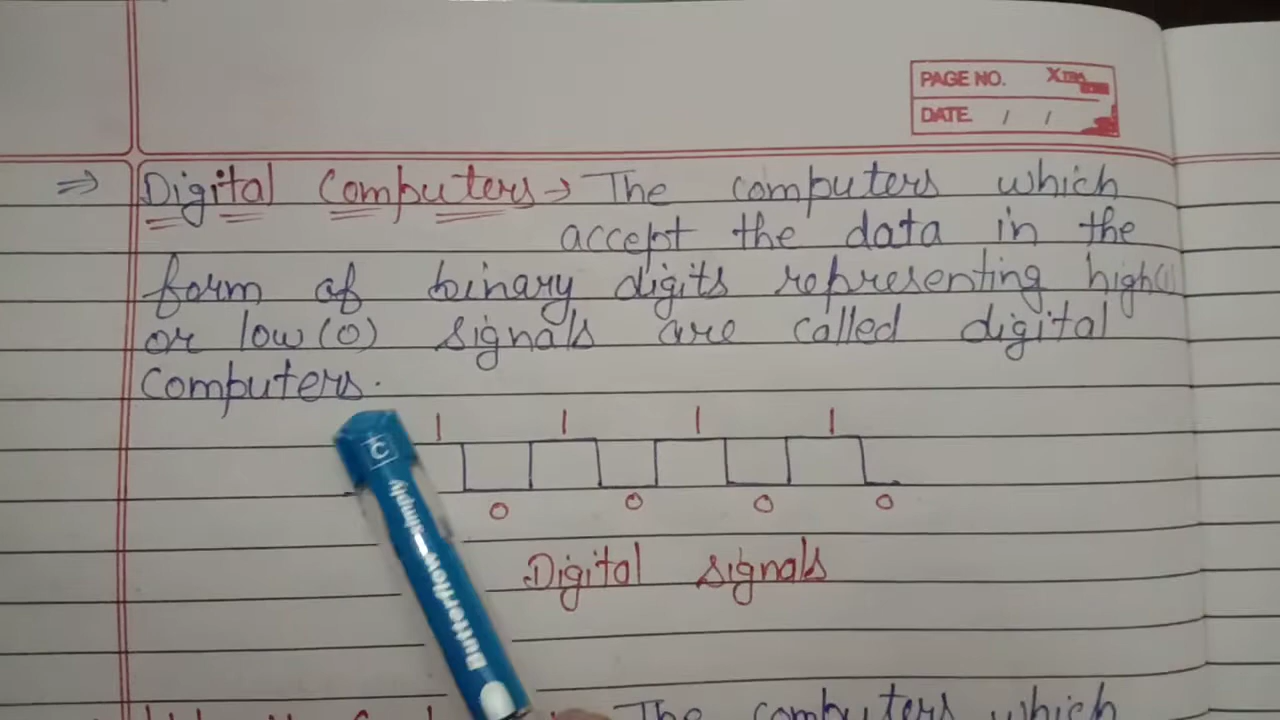 PAGE NO.
DATE / /
⇒ Digital Computers → The computers which
accept the data in the
form of binary digits representing high(1
or low (0) signals are called digital
computers.
1 1 1 1
0 0 0 0
Digital signals
Butterflow simply
The computers which